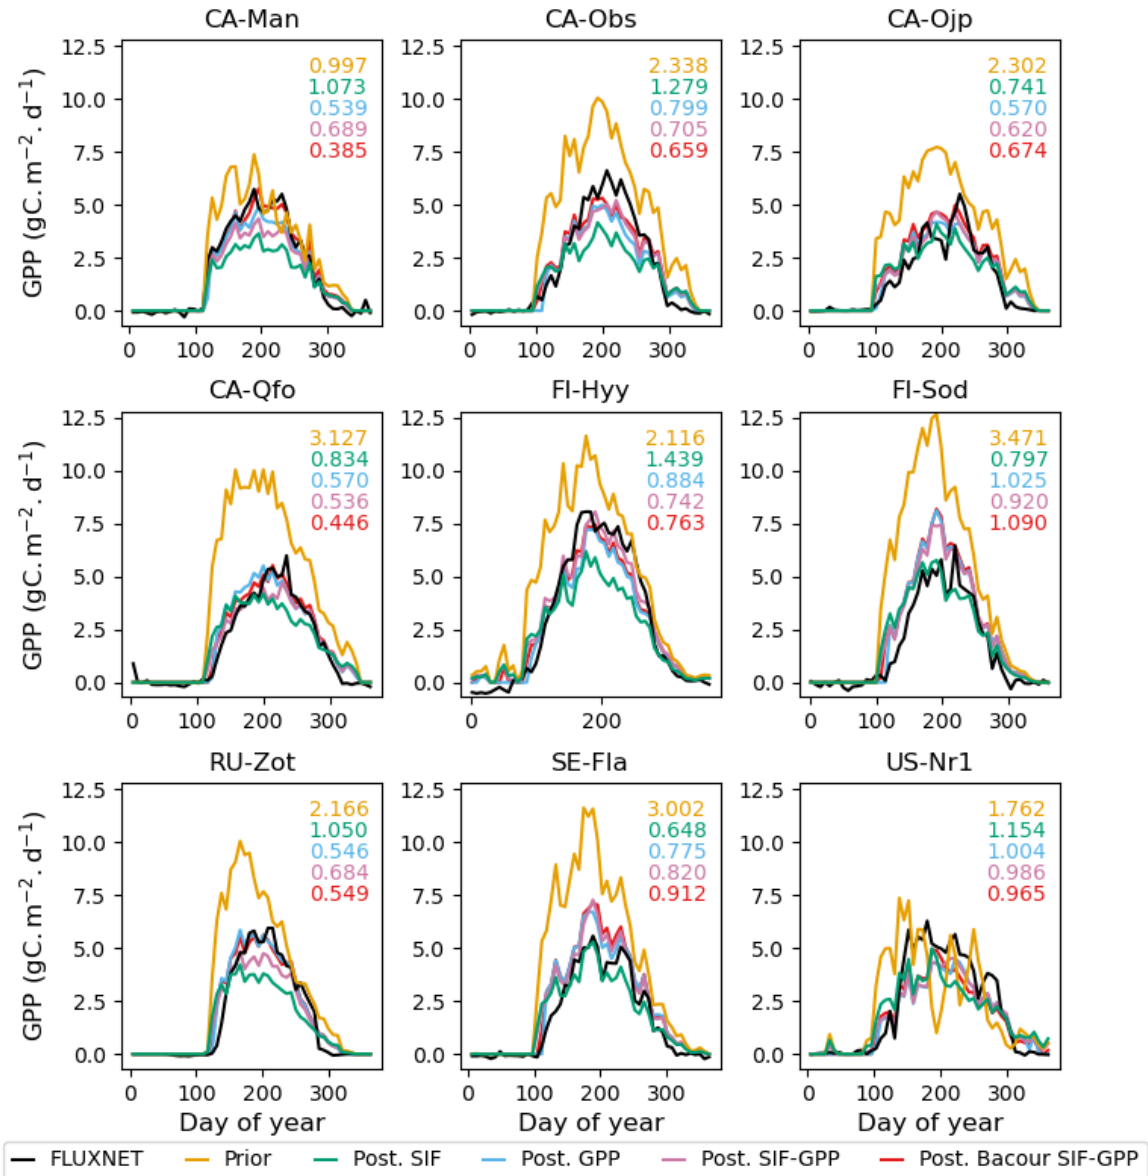 CA-Man CA-Obs CA-Ojp
12.5 12.5 12.5
0.997 2.338 2.302
1.073 1.279 0.741
10.0 10.0 10.0
0.539 0.799 0.570
0.689 0.705 0.620
7.5 0.385 7.5 0.659 7.5 0.674
5.0 5.0 5.0
2.5 2.5 2.5
0.0 0.0 0.0
GPP (gC. m⁻². d⁻¹)
0 100 200 300 0 100 200 300 0 100 200 300
CA-Qfo FI-Hyy FI-Sod
12.5 12.5 12.5
3.127 2.116 3.471
0.834 1.439 0.797
10.0 10.0 10.0
0.570 0.884 1.025
0.536 0.742 0.920
7.5 0.446 7.5 0.763 7.5 1.090
5.0 5.0 5.0
2.5 2.5 2.5
0.0 0.0 0.0
GPP (gC. m⁻². d⁻¹)
0 100 200 300 0 200 0 100 200 300
RU-Zot SE-Fla US-Nr1
12.5 12.5 12.5
2.166 3.002 1.762
1.050 0.648 1.154
10.0 10.0 10.0
0.546 0.775 1.004
0.684 0.820 0.986
7.5 0.549 7.5 0.912 7.5 0.965
5.0 5.0 5.0
2.5 2.5 2.5
0.0 0.0 0.0
GPP (gC. m⁻². d⁻¹)
0 100 200 300 0 100 200 300 0 100 200 300
Day of year Day of year Day of year
FLUXNET Prior Post. SIF Post. GPP Post. SIF-GPP Post. Bacour SIF-GPP